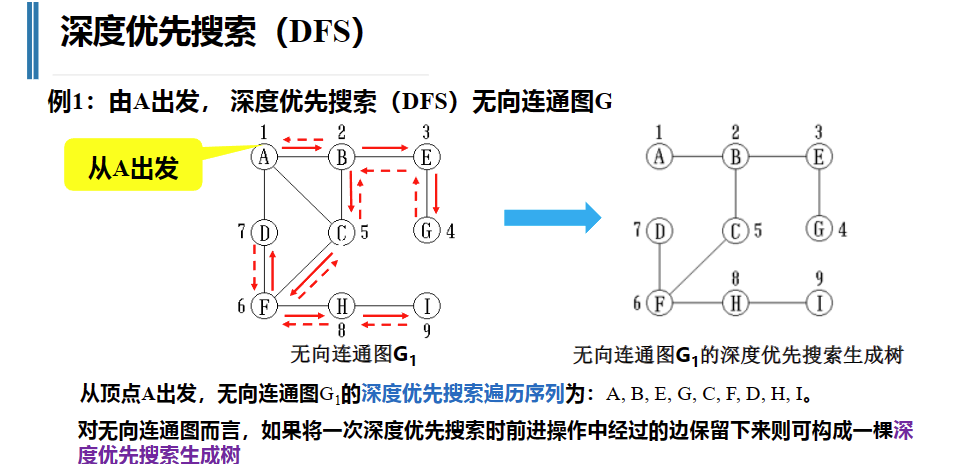 深度优先搜索（DFS）
例1：由A出发， 深度优先搜索（DFS）无向连通图G
从A出发
1 2 3
A B E
7 D C 5 G 4
6 F H I
8 9
无向连通图G1
1 2 3
A B E
7 D C 5 G 4
8 9
6 F H I
无向连通图G1的深度优先搜索生成树
从顶点A出发，无向连通图G1的深度优先搜索遍历序列为：A, B, E, G, C, F, D, H, I。
对无向连通图而言，如果将一次深度优先搜索时前进操作中经过的边保留下来则可构成一棵深
度优先搜索生成树